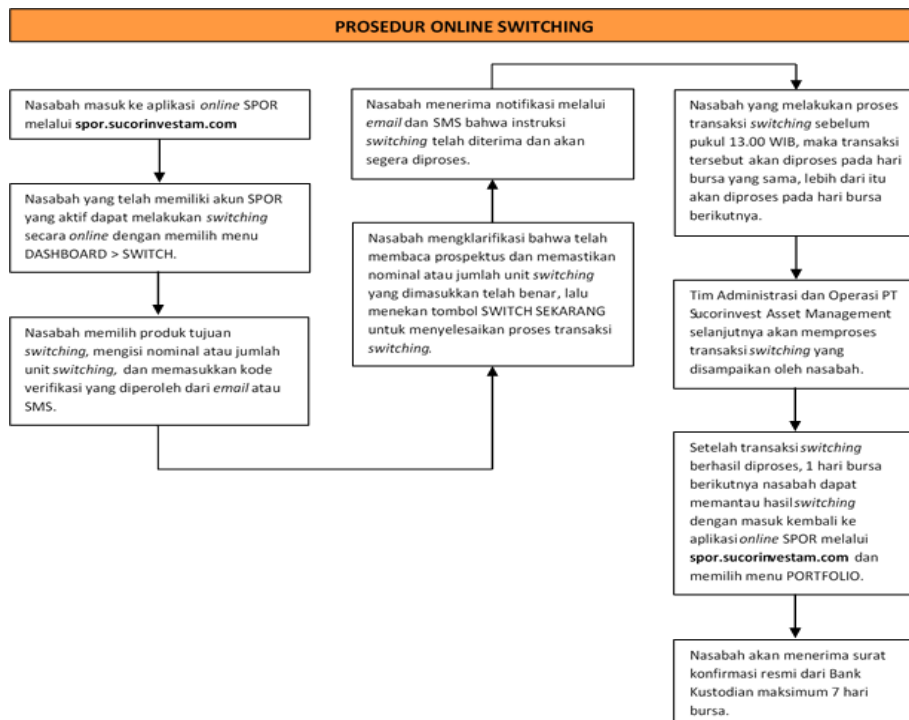 PROSEDUR ONLINE SWITCHING
Nasabah masuk ke aplikasi online SPOR
melalui spor.sucorinvestam.com
Nasabah yang telah memiliki akun SPOR
yang aktif dapat melakukan switching
secara online dengan memilih menu
DASHBOARD > SWITCH.
Nasabah memilih produk tujuan
switching, mengisi nominal atau jumlah
unit switching, dan memasukkan kode
verifikasi yang diperoleh dari email atau
SMS.
Nasabah mengklarifikasi bahwa telah
membaca prospektus dan memastikan
nominal atau jumlah unit switching
yang dimasukkan telah benar, lalu
menekan tombol SWITCH SEKARANG
untuk menyelesaikan proses transaksi
switching.
Nasabah menerima notifikasi melalui
email dan SMS bahwa instruksi
switching telah diterima dan akan
segera diproses.
Nasabah yang melakukan proses
transaksi switching sebelum
pukul 13.00 WIB, maka transaksi
tersebut akan diproses pada hari
bursa yang sama, lebih dari itu
akan diproses pada hari bursa
berikutnya.
Tim Administrasi dan Operasi PT
Sucorinvest Asset Management
selanjutnya akan memproses
transaksi switching yang
disampaikan oleh nasabah.
Setelah transaksi switching
berhasil diproses, 1 hari bursa
berikutnya nasabah dapat
memantau hasil switching
dengan masuk kembali ke
aplikasi online SPOR melalui
spor.sucorinvestam.com dan
memilih menu PORTFOLIO.
Nasabah akan menerima surat
konfirmasi resmi dari Bank
Kustodian maksimum 7 hari
bursa.